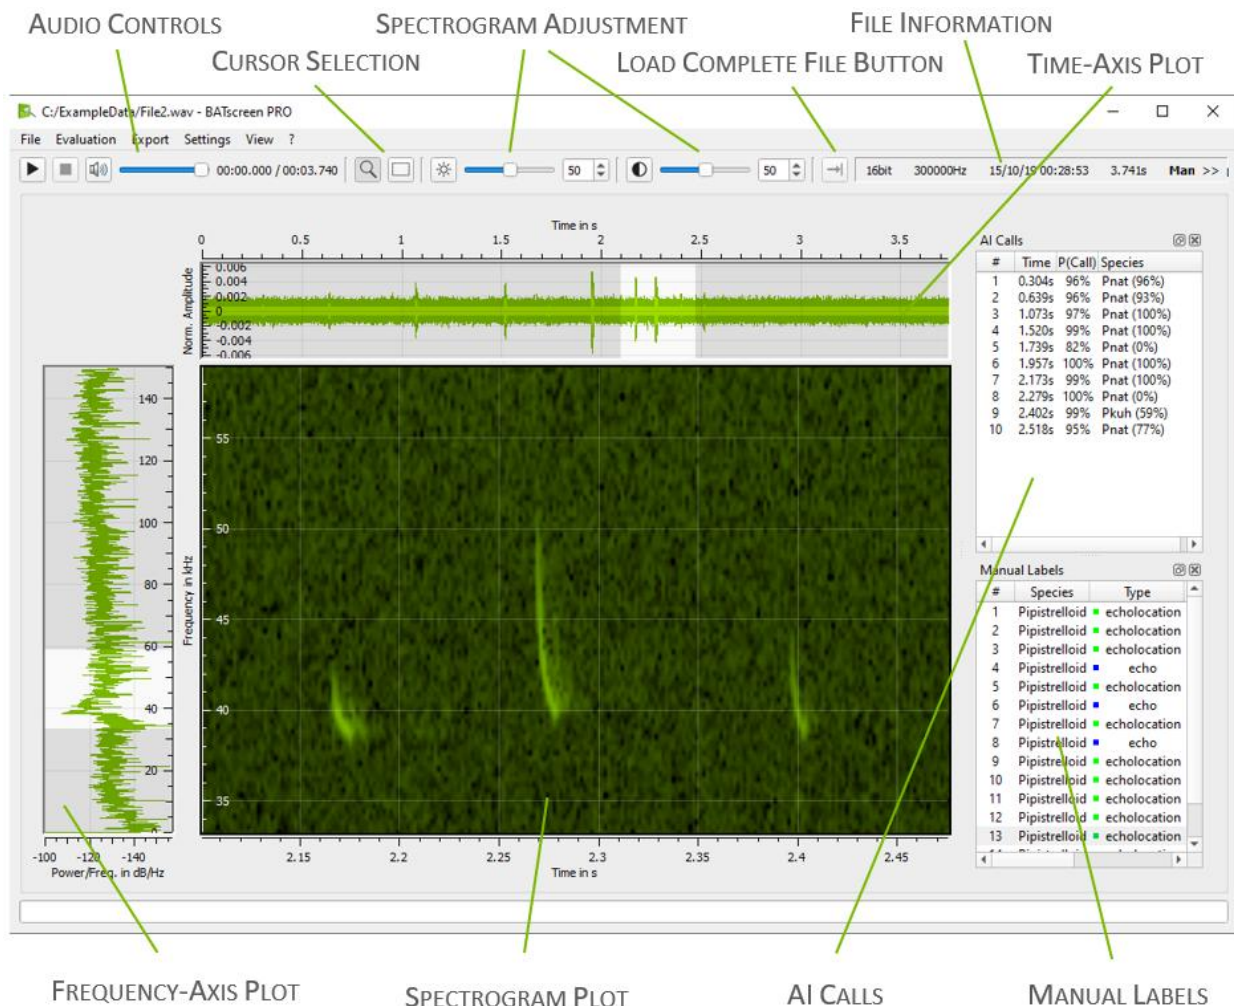 AUDIO CONTROLS
SPECTROGRAM ADJUSTMENT
FILE INFORMATION
CURSOR SELECTION
LOAD COMPLETE FILE BUTTON
TIME-AXIS PLOT
C:/ExampleData/File2.wav - BATscreen PRO
File Evaluation Export Settings View ?
00:00.000 / 00:03.740 50 50 16bit 300000Hz 15/10/19 00:28:53 3.741s Man >>
Time in s
0 0.5 1 1.5 2 2.5 3 3.5
Norm. Amplitude
0.006
0.004
0.002
0
-0.002
-0.004
-0.006
140
120
100
80
60
40
20
0
-100 -120 -140
Power/Freq. in dB/Hz
Frequency in kHz
55
50
45
40
35
2.15 2.2 2.25 2.3 2.35 2.4 2.45
Time in s
AI Calls
# Time P(Call) Species
1 0.304s 96% Pnat (96%)
2 0.639s 96% Pnat (93%)
3 1.073s 97% Pnat (100%)
4 1.520s 99% Pnat (100%)
5 1.739s 82% Pnat (0%)
6 1.957s 100% Pnat (100%)
7 2.173s 99% Pnat (100%)
8 2.279s 100% Pnat (0%)
9 2.402s 99% Pkuh (59%)
10 2.518s 95% Pnat (77%)
Manual Labels
# Species Type
1 Pipistrelloid echolocation
2 Pipistrelloid echolocation
3 Pipistrelloid echolocation
4 Pipistrelloid echo
5 Pipistrelloid echolocation
6 Pipistrelloid echo
7 Pipistrelloid echolocation
8 Pipistrelloid echo
9 Pipistrelloid echolocation
10 Pipistrelloid echolocation
11 Pipistrelloid echolocation
12 Pipistrelloid echolocation
13 Pipistrelloid echolocation
FREQUENCY-AXIS PLOT
SPECTROGRAM PLOT
AI CALLS
MANUAL LABELS